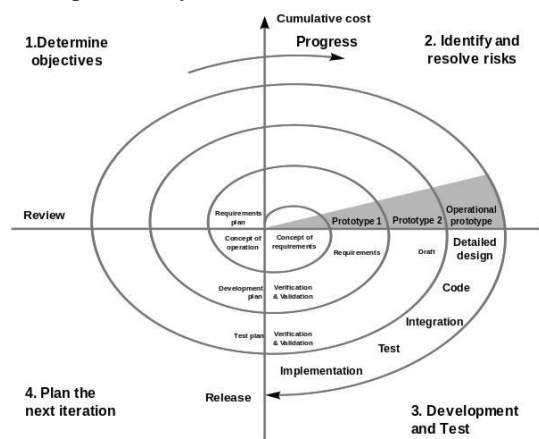 Cumulative cost
1.Determine
objectives
Progress
2. Identify and
resolve risks
Requirements
plan
Review
Prototype 1
Prototype 2
Operational
prototype
Concept of
operation
Concept of
requirements
Requirements
Draft
Detailed
design
Development
plan
Verification
& Validation
Code
Integration
Test plan
Verification
& Validation
Test
Implementation
4. Plan the
next iteration
Release
3. Development
and Test